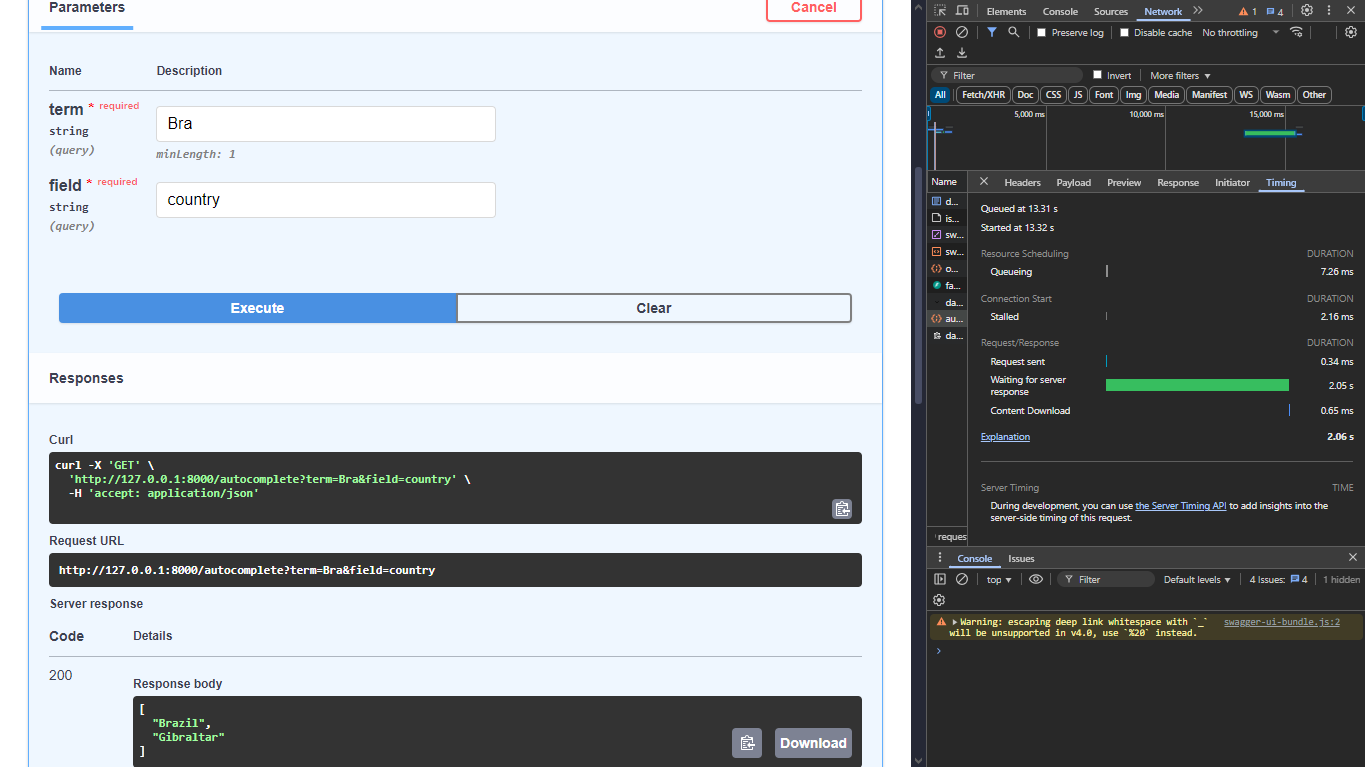 Parameters
Cancel
Name
Description
term * required
string
(query)
Bra
minLength: 1
field * required
string
(query)
country
Execute
Clear
Responses
Curl
curl -X 'GET' \
'http://127.0.0.1:8000/autocomplete?term=Bra&field=country' \
-H 'accept: application/json'
Request URL
http://127.0.0.1:8000/autocomplete?term=Bra&field=country
Server response
Code
Details
200
Response body
[
"Brazil",
"Gibraltar"
]
Download
Elements Console Sources Network 1 4
Preserve log Disable cache No throttling
Filter Invert More filters
All Fetch/XHR Doc CSS JS Font Img Media Manifest WS Wasm Other
5,000 ms 10,000 ms 15,000 ms
Name
d...
is...
sw...
sw...
o...
fa...
da...
au...
da...
request
Headers Payload Preview Response Initiator Timing
Queued at 13.31 s
Started at 13.32 s
Resource Scheduling DURATION
Queueing 7.26 ms
Connection Start DURATION
Stalled 2.16 ms
Request/Response DURATION
Request sent 0.34 ms
Waiting for server
response 2.05 s
Content Download 0.65 ms
Explanation 2.06 s
Server Timing TIME
During development, you can use the Server Timing API to add insights into the
server-side timing of this request.
Console Issues
top Filter Default levels 4 Issues: 4 1 hidden
Warning: escaping deep link whitespace with `_` swagger-ui-bundle.js:2
will be unsupported in v4.0, use `%20` instead.